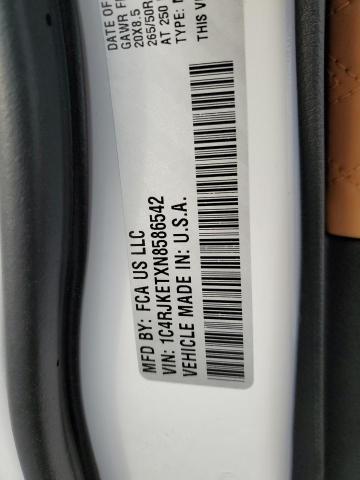 DATE OF
GAWR F
20X8.5
265/50R
AT 250
TYPE:
THIS V
MFD BY: FCA US LLC
VIN: 1C4RJKETXN8586542
VEHICLE MADE IN: U.S.A.